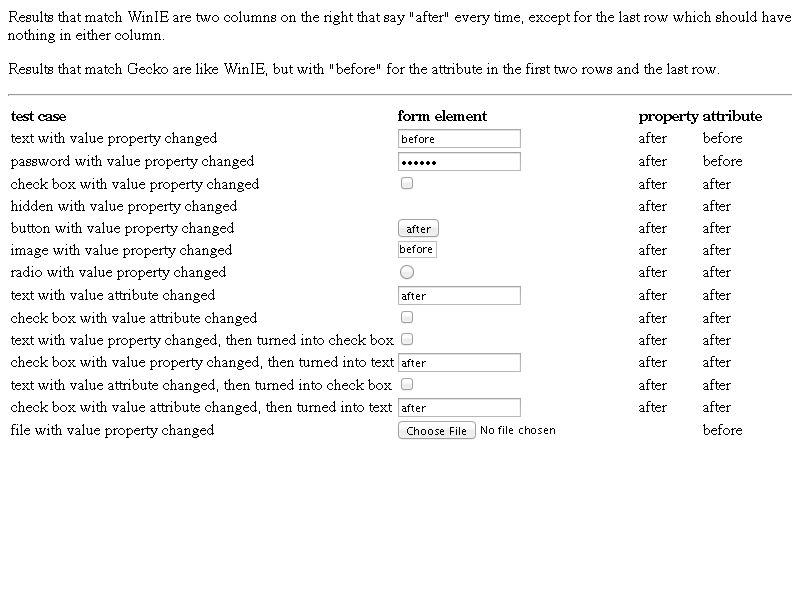 Results that match WinIE are two columns on the right that say "after" every time, except for the last row which should have
nothing in either column.
Results that match Gecko are like WinIE, but with "before" for the attribute in the first two rows and the last row.
test case form element property attribute
text with value property changed before after before
password with value property changed •••••• after before
check box with value property changed after after
hidden with value property changed after after
button with value property changed after after after
image with value property changed before after after
radio with value property changed after after
text with value attribute changed after after after
check box with value attribute changed after after
text with value property changed, then turned into check box after after
check box with value property changed, then turned into text after after after
text with value attribute changed, then turned into check box after after
check box with value attribute changed, then turned into text after after after
file with value property changed Choose File No file chosen before